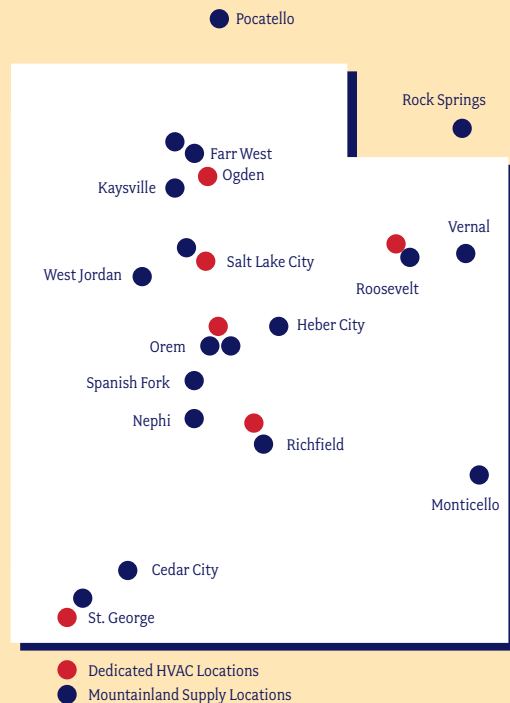 Pocatello
Rock Springs
Farr West
Ogden
Kaysville
Vernal
Salt Lake City
West Jordan
Roosevelt
Heber City
Orem
Spanish Fork
Nephi
Richfield
Monticello
Cedar City
St. George
Dedicated HVAC Locations
Mountainland Supply Locations